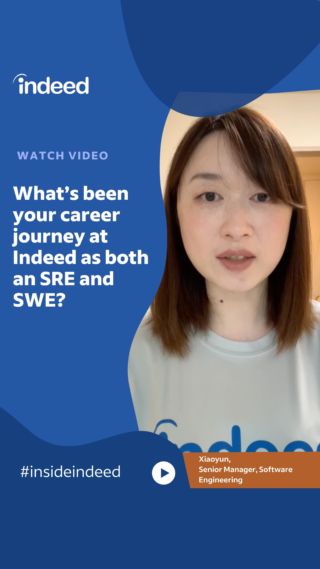 indeed
WATCH VIDEO
What's been
your career
journey at
Indeed as both
an SRE and
SWE?
indeed
#insideindeed
Xiaoyun,
Senior Manager, Software
Engineering